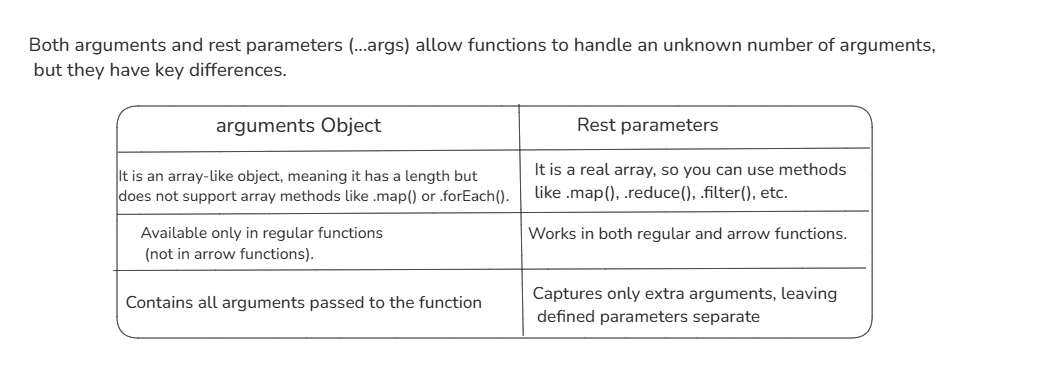 Both arguments and rest parameters (...args) allow functions to handle an unknown number of arguments,
but they have key differences.
arguments Object
Rest parameters
It is an array-like object, meaning it has a length but
does not support array methods like .map() or .forEach().
It is a real array, so you can use methods
like .map(), .reduce(), .filter(), etc.
Available only in regular functions
(not in arrow functions).
Works in both regular and arrow functions.
Contains all arguments passed to the function
Captures only extra arguments, leaving
defined parameters separate